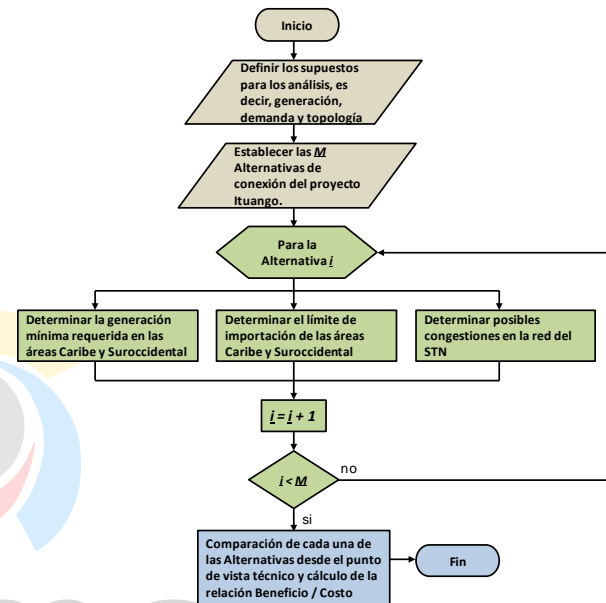 Inicio
Definir los supuestos
para los análisis, es
decir, generación,
demanda y topología
Establecer las M
Alternativas de
conexión del proyecto
Ituango.
Para la
Alternativa i
Determinar la generación
mínima requerida en las
áreas Caribe y Suroccidental
Determinar el límite de
importación de las áreas
Caribe y Suroccidental
Determinar posibles
congestiones en la red del
STN
i = i + 1
i < M
no
si
Comparación de cada una de
las Alternativas desde el punto
de vista técnico y cálculo de la
relación Beneficio / Costo
Fin